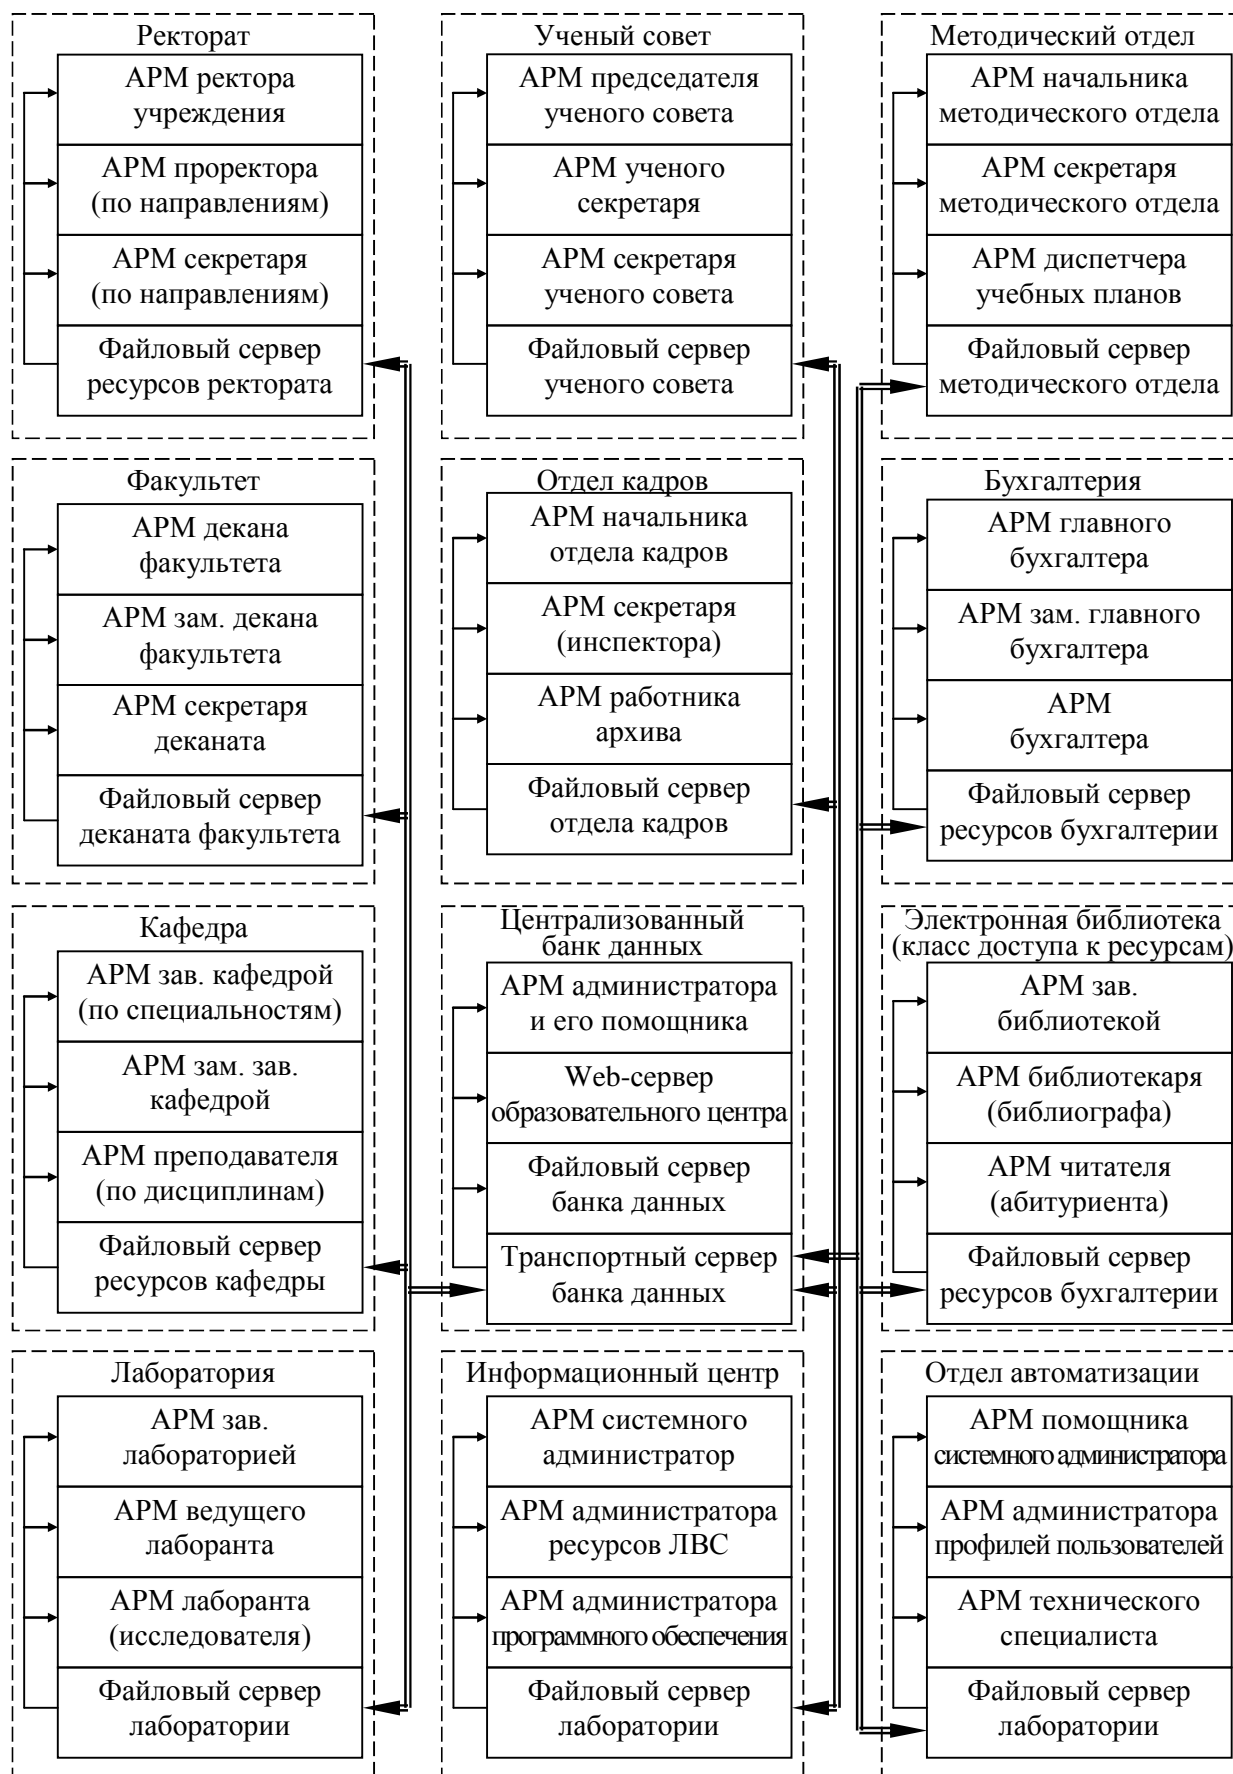 Ректорат
АРМ ректора
учреждения
АРМ проректора
(по направлениям)
АРМ секретаря
(по направлениям)
Файловый сервер
ресурсов ректората
Ученый совет
АРМ председателя
ученого совета
АРМ ученого
секретаря
АРМ секретаря
ученого совета
Файловый сервер
ученого совета
Методический отдел
АРМ начальника
методического отдела
АРМ секретаря
методического отдела
АРМ диспетчера
учебных планов
Файловый сервер
методического отдела
Факультет
АРМ декана
факультета
АРМ зам. декана
факультета
АРМ секретаря
деканата
Файловый сервер
деканата факультета
Отдел кадров
АРМ начальника
отдела кадров
АРМ секретаря
(инспектора)
АРМ работника
архива
Файловый сервер
отдела кадров
Бухгалтерия
АРМ главного
бухгалтера
АРМ зам. главного
бухгалтера
АРМ
бухгалтера
Файловый сервер
ресурсов бухгалтерии
Кафедра
АРМ зав. кафедрой
(по специальностям)
АРМ зам. зав.
кафедрой
АРМ преподавателя
(по дисциплинам)
Файловый сервер
ресурсов кафедры
Централизованный
банк данных
АРМ администратора
и его помощника
Web-сервер
образовательного центра
Файловый сервер
банка данных
Транспортный сервер
банка данных
Электронная библиотека
(класс доступа к ресурсам)
АРМ зав.
библиотекой
АРМ библиотекаря
(библиографа)
АРМ читателя
(абитуриента)
Файловый сервер
ресурсов бухгалтерии
Лаборатория
АРМ зав.
лабораторией
АРМ ведущего
лаборанта
АРМ лаборанта
(исследователя)
Файловый сервер
лаборатории
Информационный центр
АРМ системного
администратор
АРМ администратора
ресурсов ЛВС
АРМ администратора
программного обеспечения
Файловый сервер
лаборатории
Отдел автоматизации
АРМ помощника
системного администратора
АРМ администратора
профилей пользователей
АРМ технического
специалиста
Файловый сервер
лаборатории